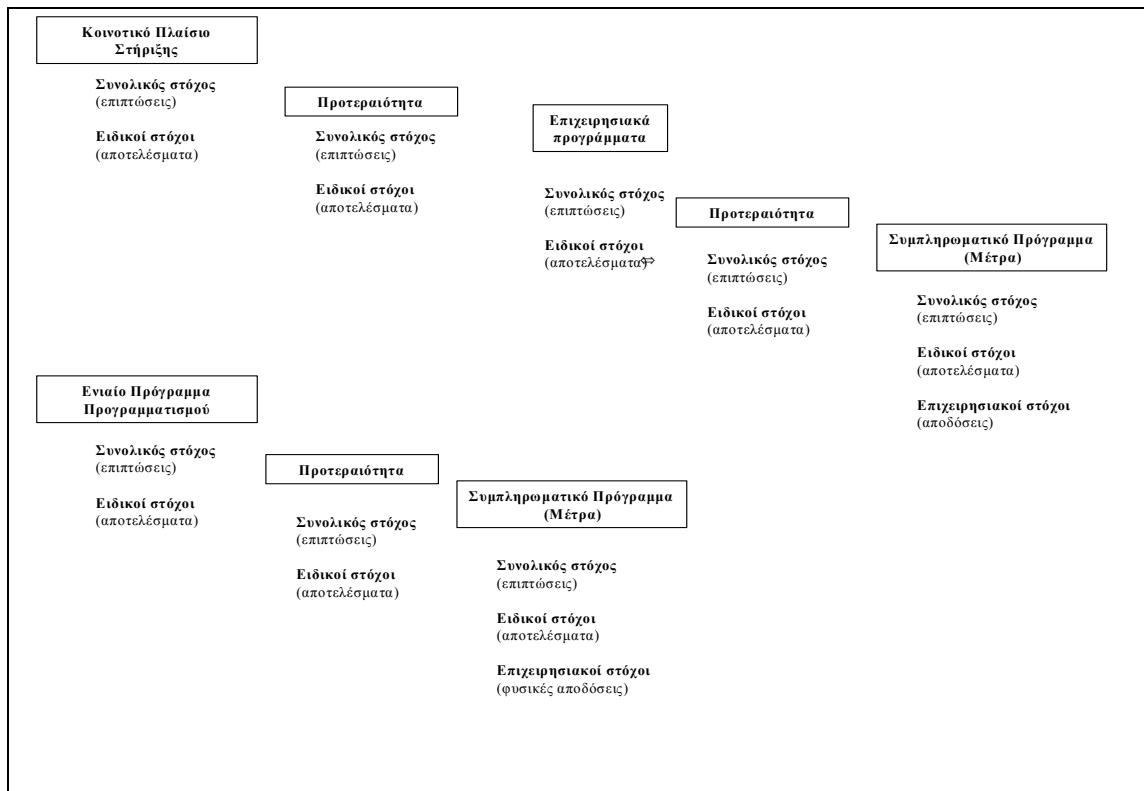 Κοινοτικό Πλαίσιο
Στήριξης
Συνολικός στόχος
(επιπτώσεις)
Ειδικοί στόχοι
(αποτελέσματα)
Προτεραιότητα
Συνολικός στόχος
(επιπτώσεις)
Ειδικοί στόχοι
(αποτελέσματα)
Επιχειρησιακά
προγράμματα
Συνολικός στόχος
(επιπτώσεις)
Ειδικοί στόχοι
(αποτελέσματα)⇔
Προτεραιότητα
Συνολικός στόχος
(επιπτώσεις)
Ειδικοί στόχοι
(αποτελέσματα)
Συμπληρωματικό Πρόγραμμα
(Μέτρα)
Συνολικός στόχος
(επιπτώσεις)
Ειδικοί στόχοι
(αποτελέσματα)
Επιχειρησιακοί στόχοι
(αποδόσεις)
Ενιαίο Πρόγραμμα
Προγραμματισμού
Συνολικός στόχος
(επιπτώσεις)
Ειδικοί στόχοι
(αποτελέσματα)
Προτεραιότητα
Συνολικός στόχος
(επιπτώσεις)
Ειδικοί στόχοι
(αποτελέσματα)
Συμπληρωματικό Πρόγραμμα
(Μέτρα)
Συνολικός στόχος
(επιπτώσεις)
Ειδικοί στόχοι
(αποτελέσματα)
Επιχειρησιακοί στόχοι
(φυσικές αποδόσεις)